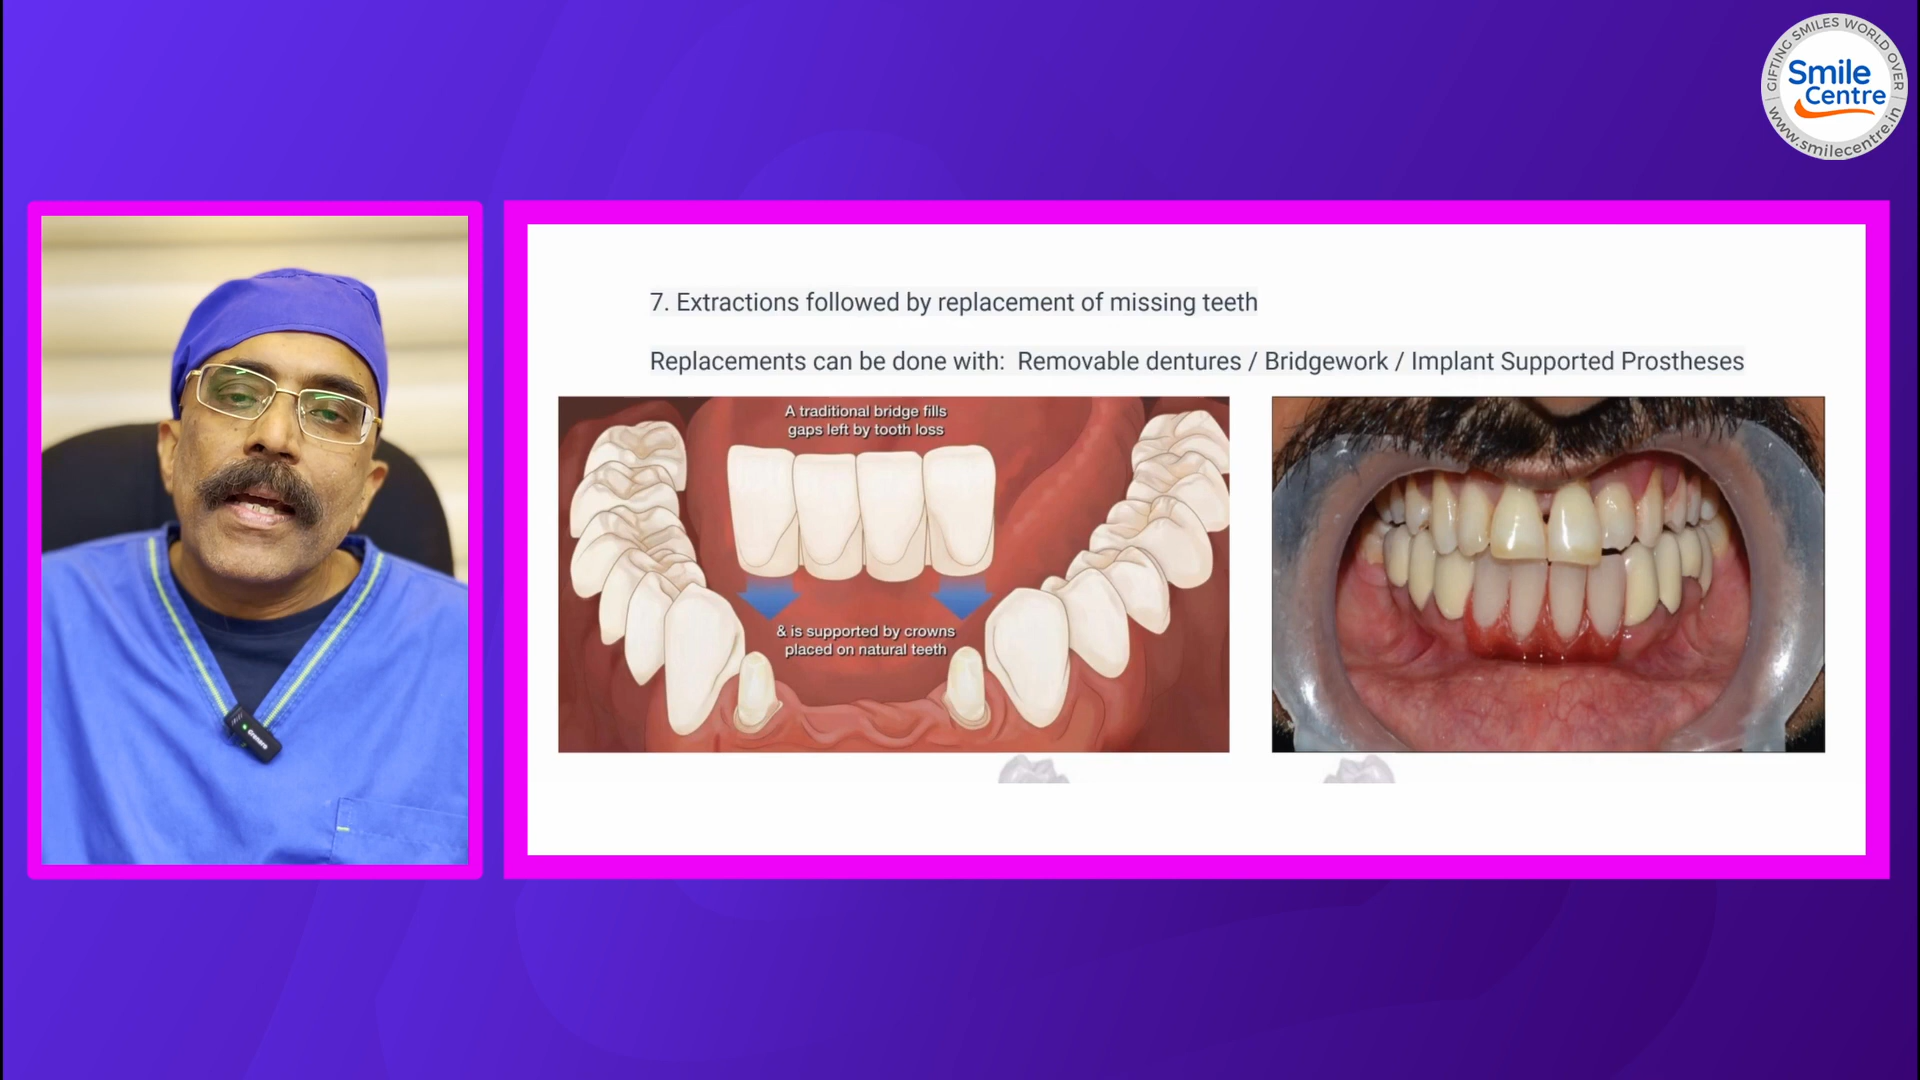 GIFTING SMILES WORLD OVER
Smile
Centre
www.smilecentre.in
7. Extractions followed by replacement of missing teeth
Replacements can be done with:  Removable dentures / Bridgework / Implant Supported Prostheses
A traditional bridge fills
gaps left by tooth loss
& is supported by crowns
placed on natural teeth